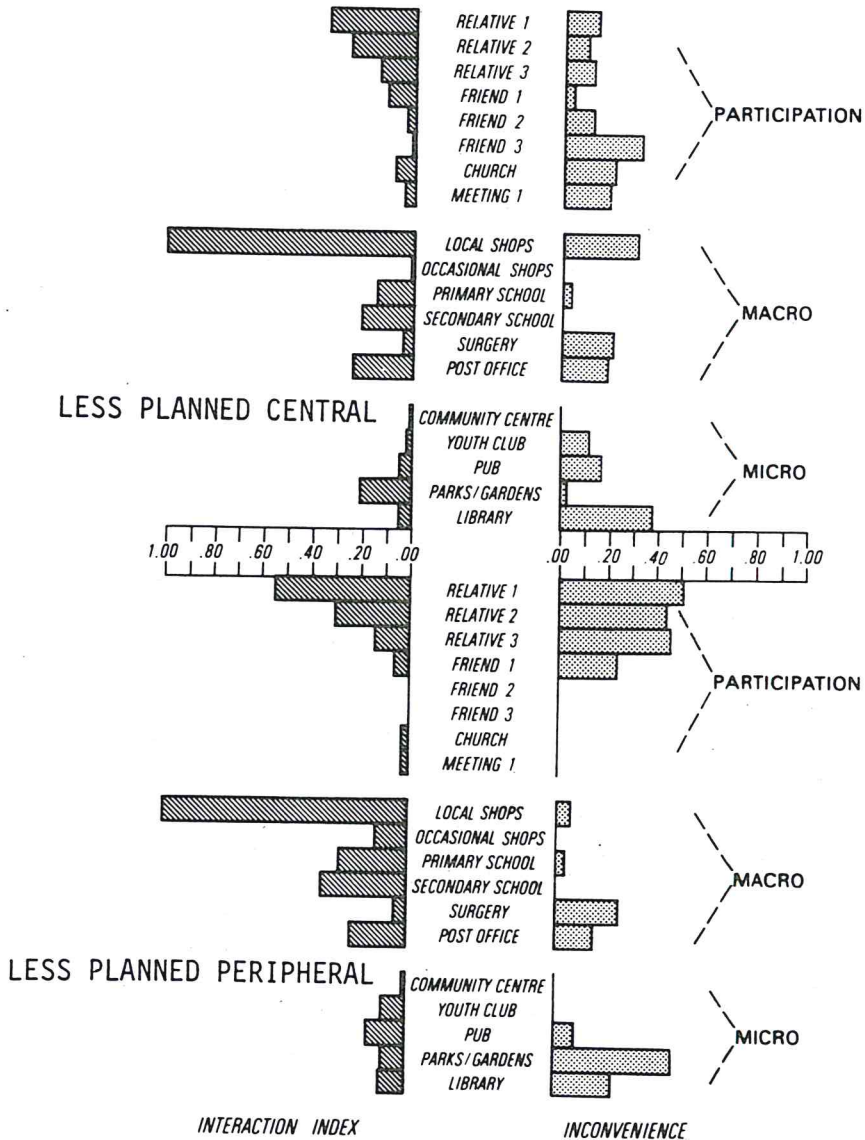 RELATIVE 1
RELATIVE 2
RELATIVE 3
FRIEND 1
FRIEND 2
FRIEND 3
CHURCH
MEETING 1
PARTICIPATION
LOCAL SHOPS
OCCASIONAL SHOPS
PRIMARY SCHOOL
SECONDARY SCHOOL
SURGERY
POST OFFICE
MACRO
LESS PLANNED CENTRAL
COMMUNITY CENTRE
YOUTH CLUB
PUB
PARKS/GARDENS
LIBRARY
MICRO
1.00 .80 .60 .40 .20 .00 .00 .20 .40 .60 .80 1.00
RELATIVE 1
RELATIVE 2
RELATIVE 3
FRIEND 1
FRIEND 2
FRIEND 3
CHURCH
MEETING 1
PARTICIPATION
LOCAL SHOPS
OCCASIONAL SHOPS
PRIMARY SCHOOL
SECONDARY SCHOOL
SURGERY
POST OFFICE
MACRO
LESS PLANNED PERIPHERAL
COMMUNITY CENTRE
YOUTH CLUB
PUB
PARKS/GARDENS
LIBRARY
MICRO
INTERACTION INDEX INCONVENIENCE